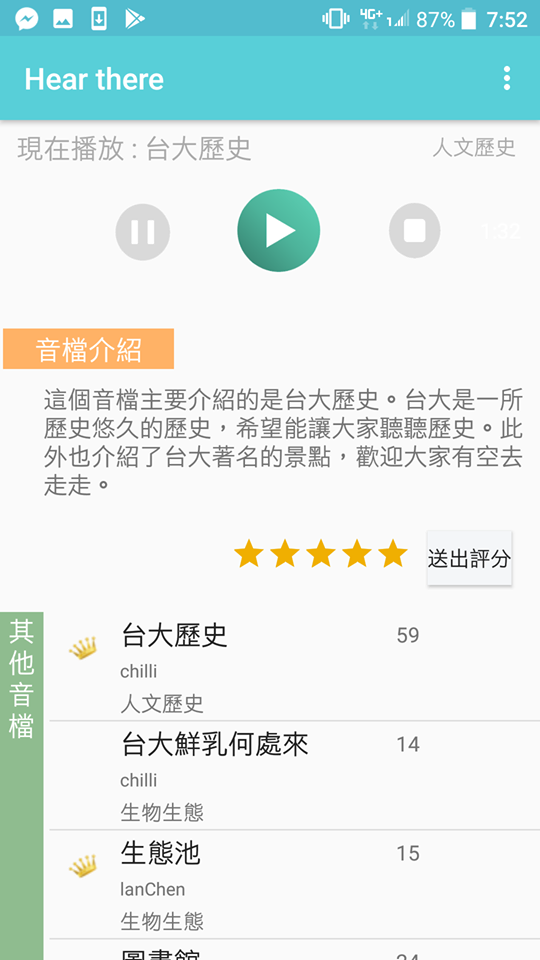 4G+ 87% 7:52
Hear there
現在播放 : 台大歷史 人文歷史
1:32
音檔介紹
這個音檔主要介紹的是台大歷史。台大是一所
歷史悠久的歷史，希望能讓大家聽聽歷史。此
外也介紹了台大著名的景點，歡迎大家有空去
走走。
送出評分
其他音檔
台大歷史 59
chilli
人文歷史
台大鮮乳何處來 14
chilli
生物生態
生態池 15
IanChen
生物生態
圖書館 24